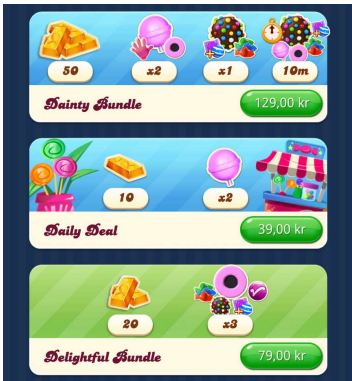 50 x2 x1 10m
Dainty Bundle 129,00 kr
10 x2
Daily Deal 39,00 kr
20 x3
Delightful Bundle 79,00 kr